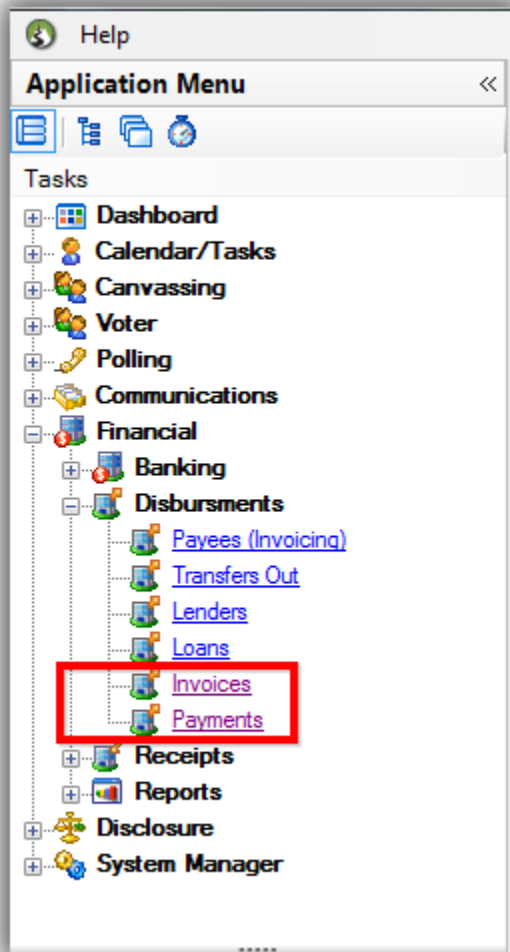 Help
Application Menu
Tasks
Dashboard
Calendar/Tasks
Canvassing
Voter
Polling
Communications
Financial
Banking
Disbursments
Payees (Invoicing)
Transfers Out
Lenders
Loans
Invoices
Payments
Receipts
Reports
Disclosure
System Manager